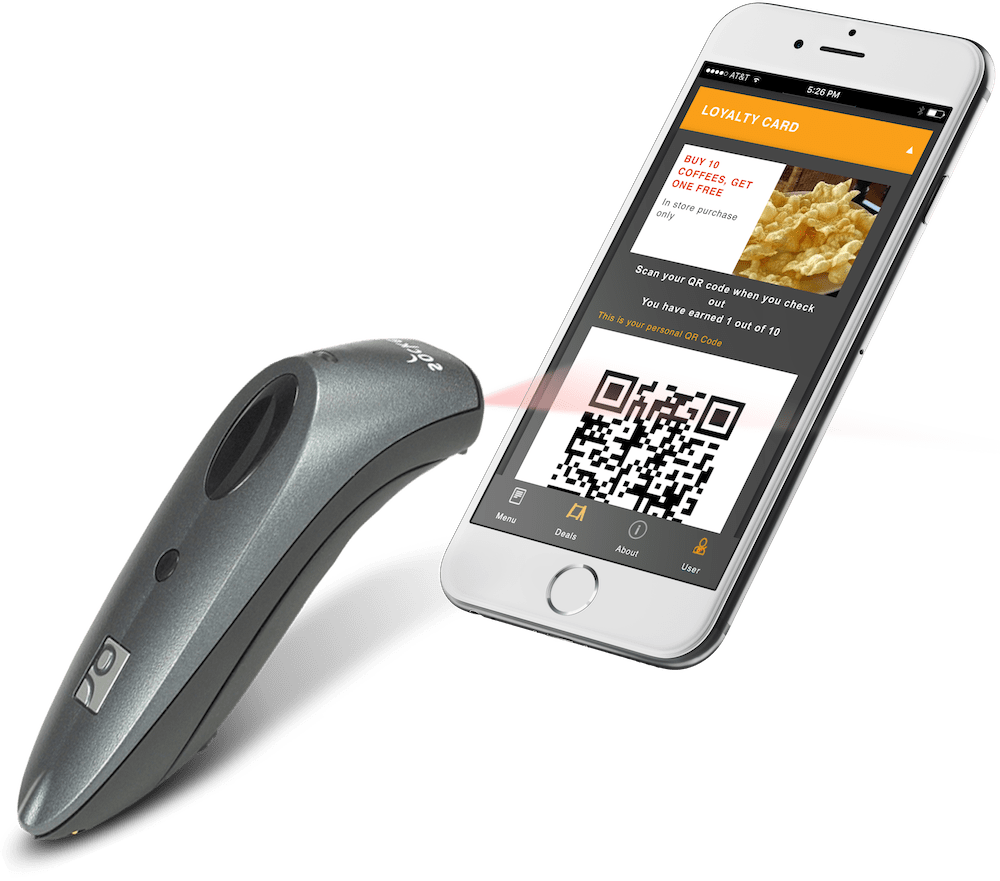 AT&T
5:26 PM
LOYALTY CARD
BUY 10
COFFEES, GET
ONE FREE
In store purchase
only
Scan your QR code when you check
out
You have earned 1 out of 10
This is your personal QR Code
Menu
Deals
About
User